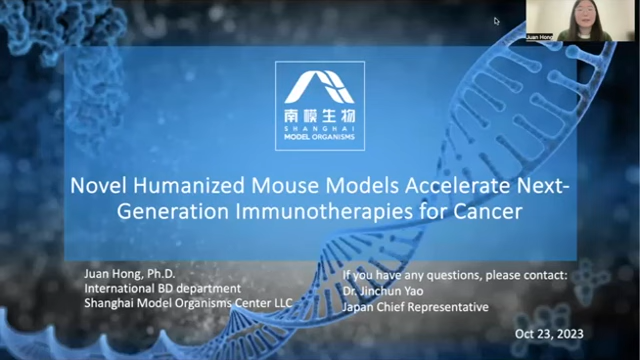 Juan Hong
南模生物
SHANGHAI
MODEL ORGANISMS
Novel Humanized Mouse Models Accelerate Next-
Generation Immunotherapies for Cancer
Juan Hong, Ph.D.
International BD department
Shanghai Model Organisms Center LLC
If you have any questions, please contact:
Dr. Jinchun Yao
Japan Chief Representative
Oct 23, 2023